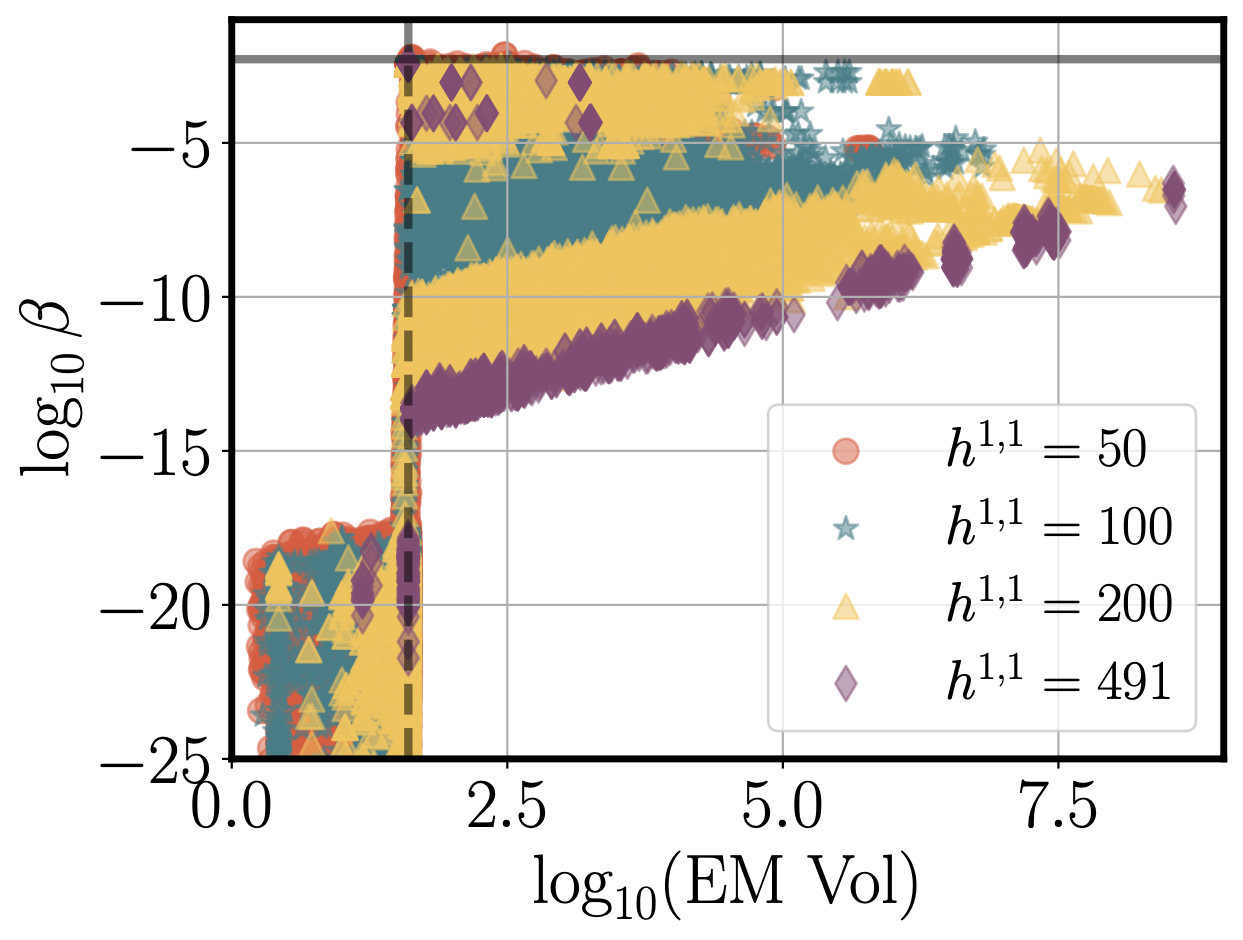 log₁₀ β
−5
−10
−15
−20
−25
0.0 2.5 5.0 7.5
log₁₀(EM Vol)
h¹,¹ = 50
h¹,¹ = 100
h¹,¹ = 200
h¹,¹ = 491